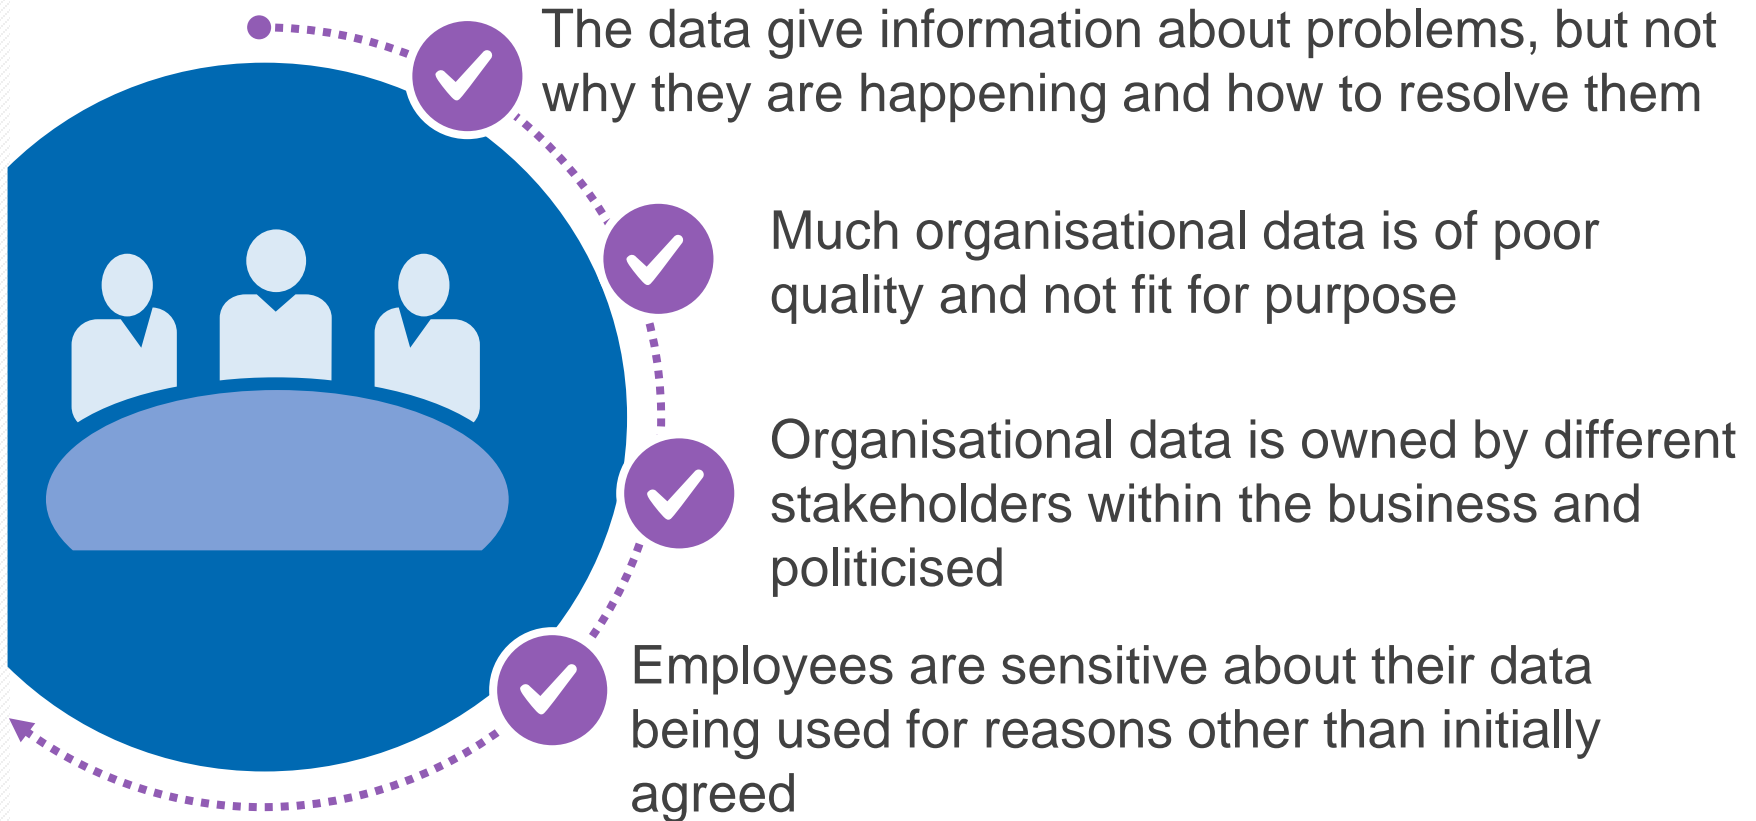 The data give information about problems, but not
why they are happening and how to resolve them
Much organisational data is of poor
quality and not fit for purpose
Organisational data is owned by different
stakeholders within the business and
politicised
Employees are sensitive about their data
being used for reasons other than initially
agreed